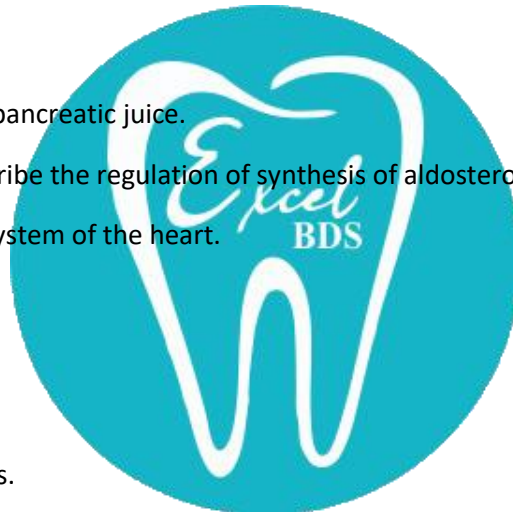 pancreatic juice.
ribe the regulation of synthesis of aldostero
ystem of the heart.
Excel
BDS
s.